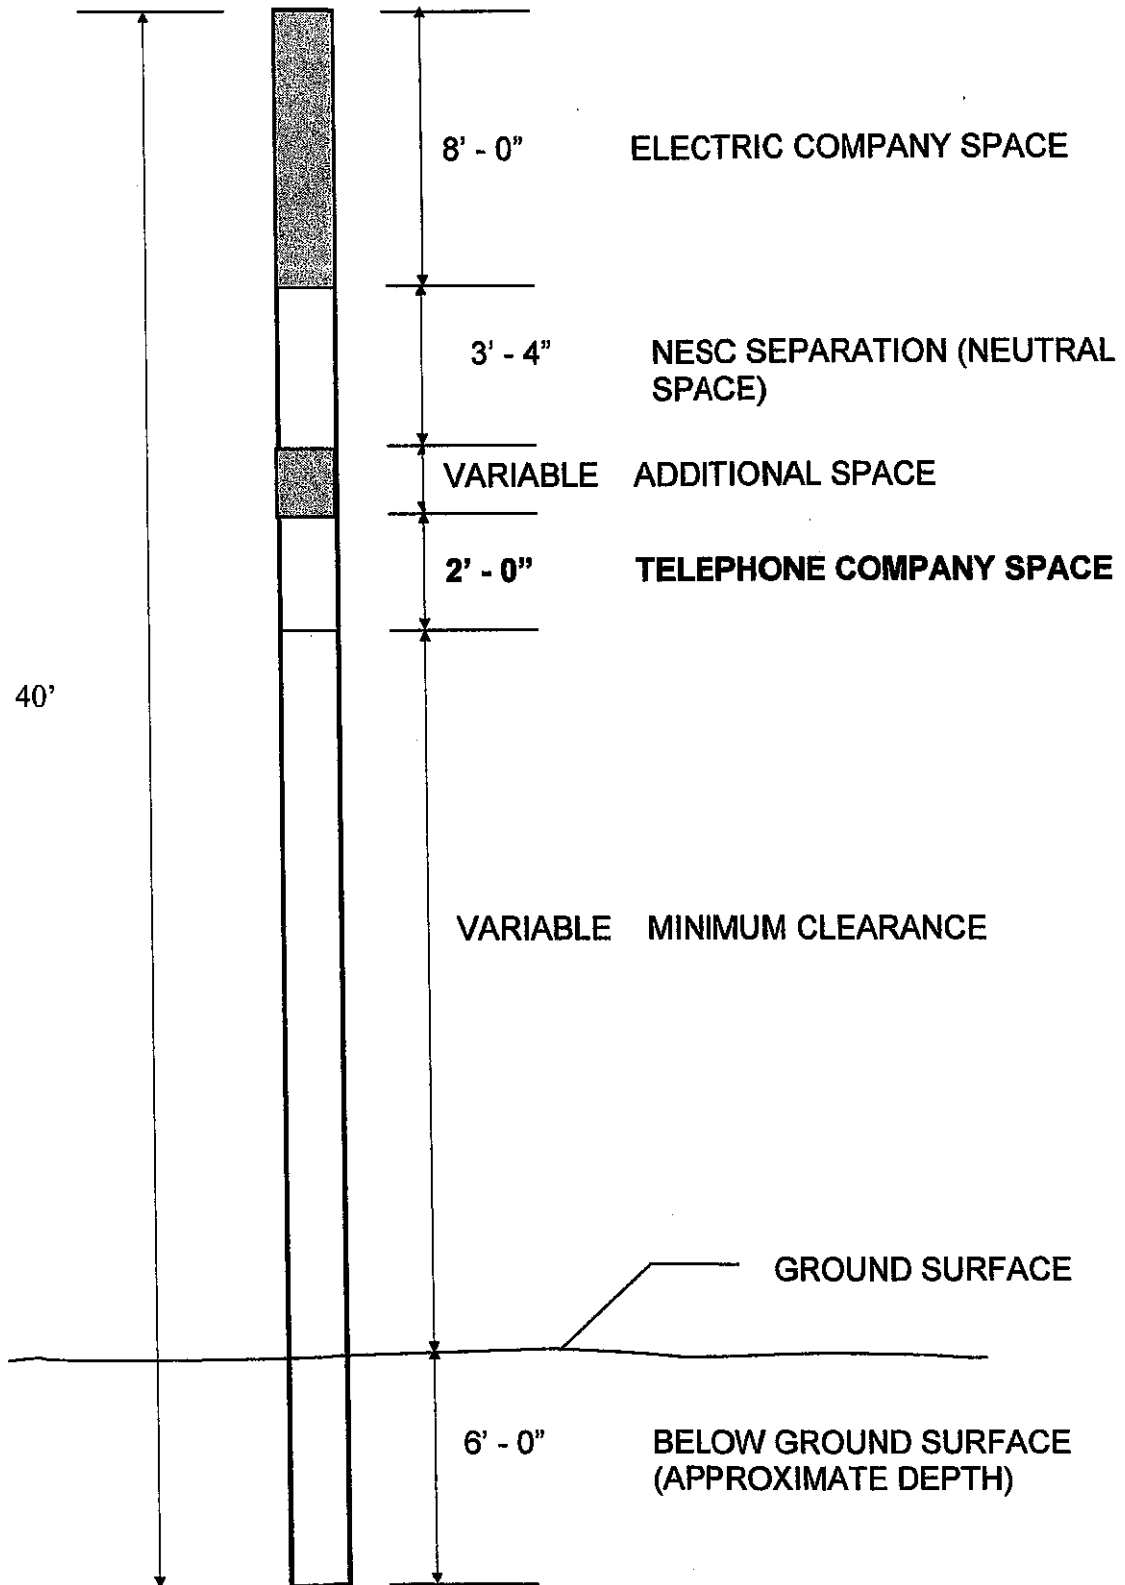 8' - 0” ELECTRIC COMPANY SPACE
3' - 4” NESC SEPARATION (NEUTRAL
SPACE)
VARIABLE ADDITIONAL SPACE
2' - 0” TELEPHONE COMPANY SPACE
40’
VARIABLE MINIMUM CLEARANCE
GROUND SURFACE
6' - 0” BELOW GROUND SURFACE
(APPROXIMATE DEPTH)